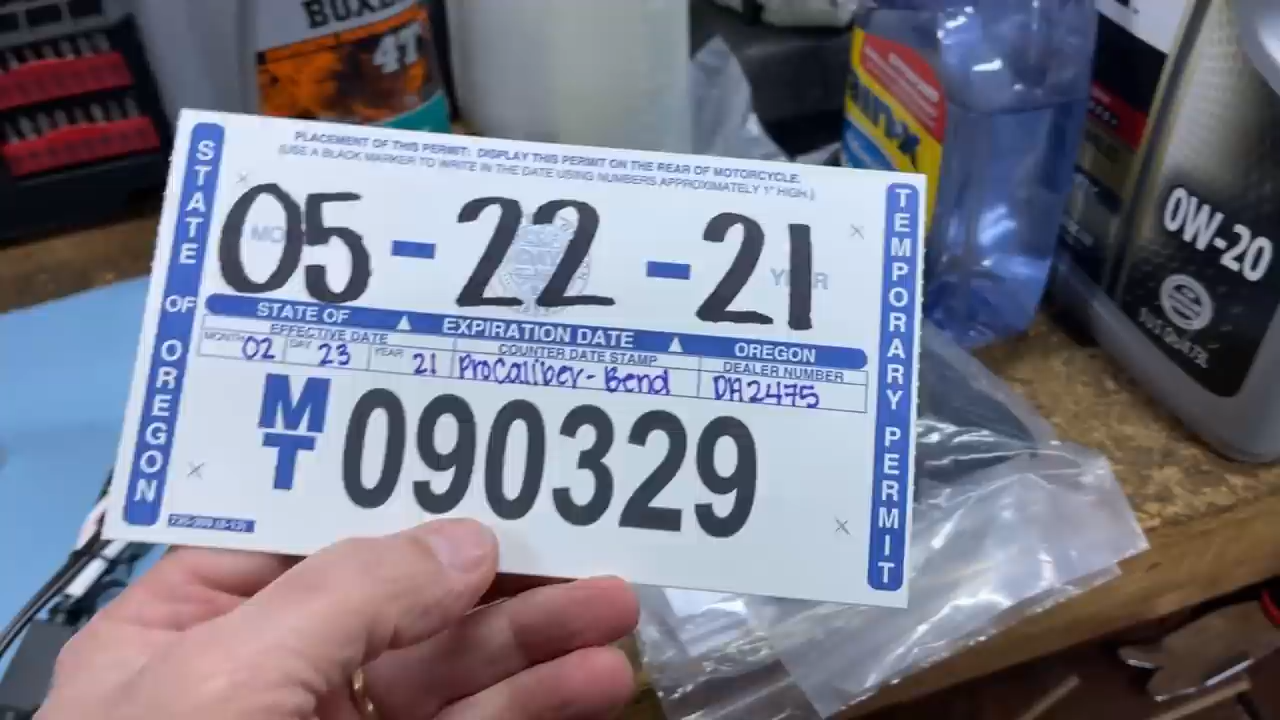 BOXE
4T
PLACEMENT OF THIS PERMIT: DISPLAY THIS PERMIT ON THE REAR OF MOTORCYCLE.
(USE A BLACK MARKER TO WRITE IN THE DATE USING NUMBERS APPROXIMATELY 1" HIGH.)
STATE OF OREGON
05 - 22 - 21
MO DAY YEAR
STATE OF EXPIRATION DATE OREGON
EFFECTIVE DATE COUNTER DATE STAMP DEALER NUMBER
MONTH 02 DAY 23 YEAR 21 ProCaliber - Bend DA2475
MT 090329
TEMPORARY PERMIT
0W-20